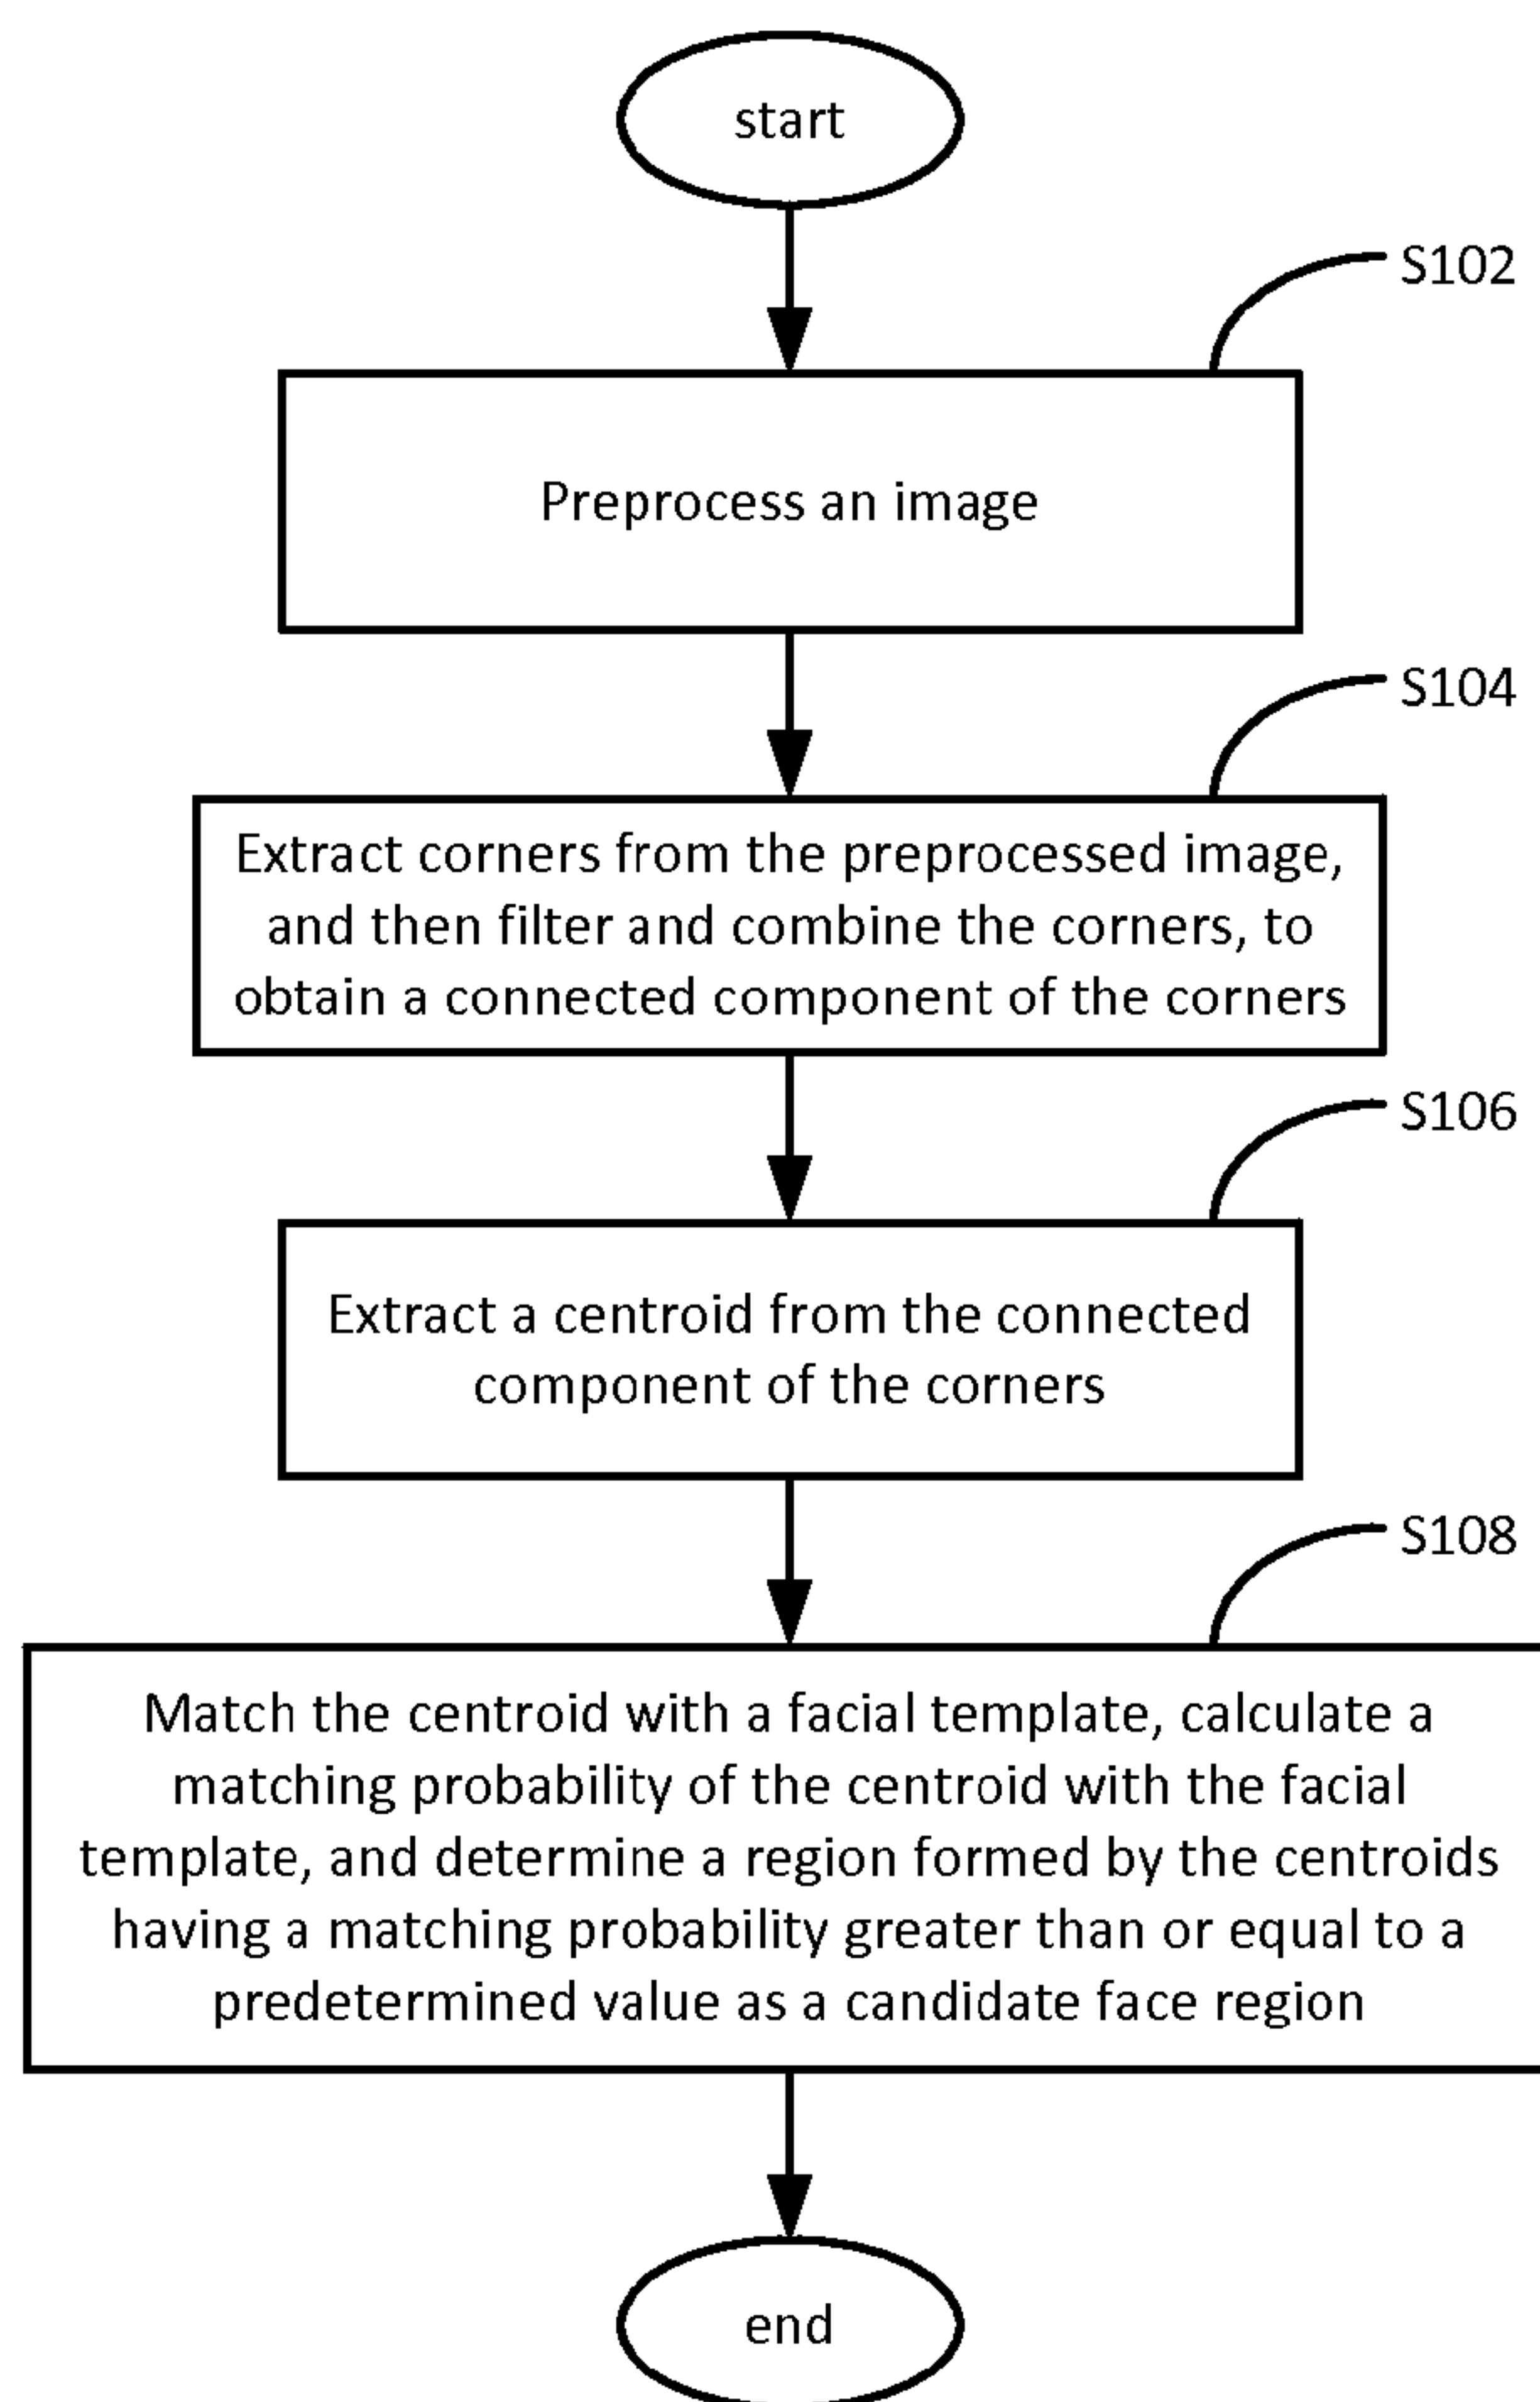 start
S102
Preprocess an image
S104
Extract corners from the preprocessed image,
and then filter and combine the corners, to
obtain a connected component of the corners
S106
Extract a centroid from the connected
component of the corners
S108
Match the centroid with a facial template, calculate a
matching probability of the centroid with the facial
template, and determine a region formed by the centroids
having a matching probability greater than or equal to a
predetermined value as a candidate face region
end